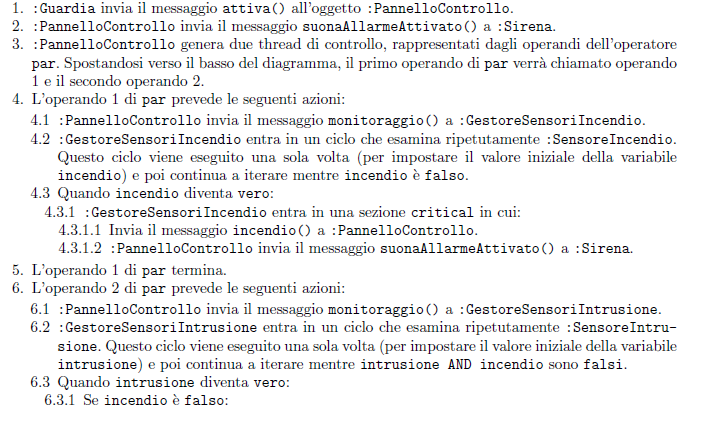 1. :Guardia invia il messaggio attiva() all'oggetto :PannelloControllo.
2. :PannelloControllo invia il messaggio suonaAllarmeAttivato() a :Sirena.
3. :PannelloControllo genera due thread di controllo, rappresentati dagli operandi dell'operatore
par. Spostandosi verso il basso del diagramma, il primo operando di par verrà chiamato operando
1 e il secondo operando 2.
4. L'operando 1 di par prevede le seguenti azioni:
4.1 :PannelloControllo invia il messaggio monitoraggio() a :GestoreSensoriIncendio.
4.2 :GestoreSensoriIncendio entra in un ciclo che esamina ripetutamente :SensoreIncendio.
Questo ciclo viene eseguito una sola volta (per impostare il valore iniziale della variabile
incendio) e poi continua a iterare mentre incendio è falso.
4.3 Quando incendio diventa vero:
4.3.1 :GestoreSensoriIncendio entra in una sezione critical in cui:
4.3.1.1 Invia il messaggio incendio() a :PannelloControllo.
4.3.1.2 :PannelloControllo invia il messaggio suonaAllarmeAttivato() a :Sirena.
5. L'operando 1 di par termina.
6. L'operando 2 di par prevede le seguenti azioni:
6.1 :PannelloControllo invia il messaggio monitoraggio() a :GestoreSensoriIntrusione.
6.2 :GestoreSensoriIntrusione entra in un ciclo che esamina ripetutamente :SensoreIntru-
sione. Questo ciclo viene eseguito una sola volta (per impostare il valore iniziale della variabile
intrusione) e poi continua a iterare mentre intrusione AND incendio sono falsi.
6.3 Quando intrusione diventa vero:
6.3.1 Se incendio è falso: